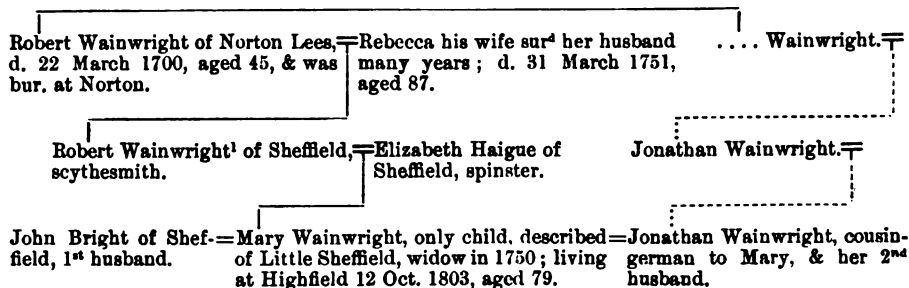 Robert Wainwright of Norton Lees,=Rebecca his wife surd her husband .... Wainwright.=
d. 22 March 1700, aged 45, & was many years; d. 31 March 1751,
bur. at Norton. aged 87.
Robert Wainwright1 of Sheffield,=Elizabeth Haigue of Jonathan Wainwright.=
scythesmith. Sheffield, spinster.
John Bright of Shef-=Mary Wainwright, only child, described=Jonathan Wainwright, cousin-
field, 1st husband. of Little Sheffield, widow in 1750; living german to Mary, & her 2nd
at Highfield 12 Oct. 1803, aged 79. husband.